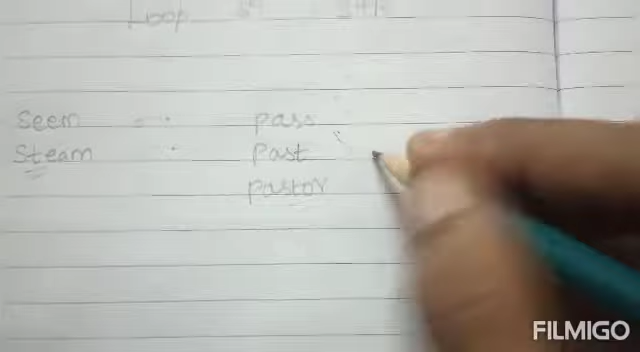 Loop
Seem pass
Steam past
pastor
FILMIGO